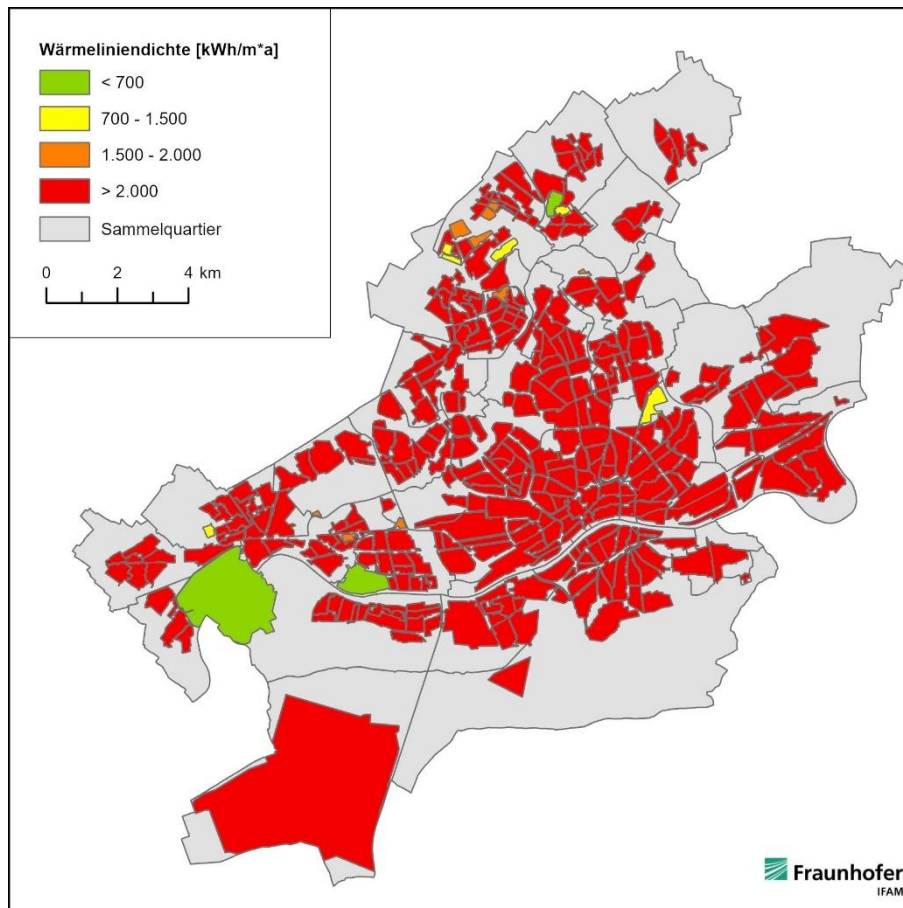 Wärmeliniendichte [kWh/m*a]
< 700
700 - 1.500
1.500 - 2.000
> 2.000
Sammelquartier
0 2 4 km
Fraunhofer
IFAM